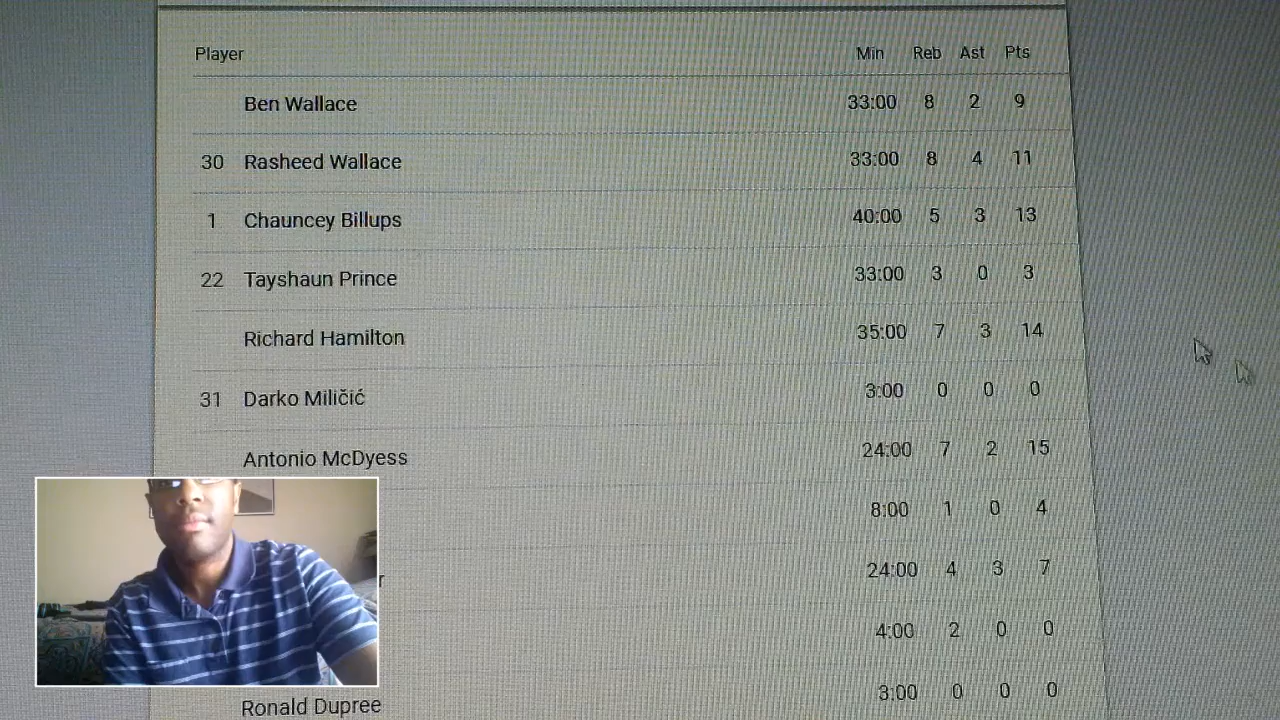 Player Min Reb Ast Pts
Ben Wallace 33:00 8 2 9
30 Rasheed Wallace 33:00 8 4 11
1 Chauncey Billups 40:00 5 3 13
22 Tayshaun Prince 33:00 3 0 3
Richard Hamilton 35:00 7 3 14
31 Darko Miličić 3:00 0 0 0
Antonio McDyess 24:00 7 2 15
8:00 1 0 4
r 24:00 4 3 7
4:00 2 0 0
Ronald Dupree 3:00 0 0 0